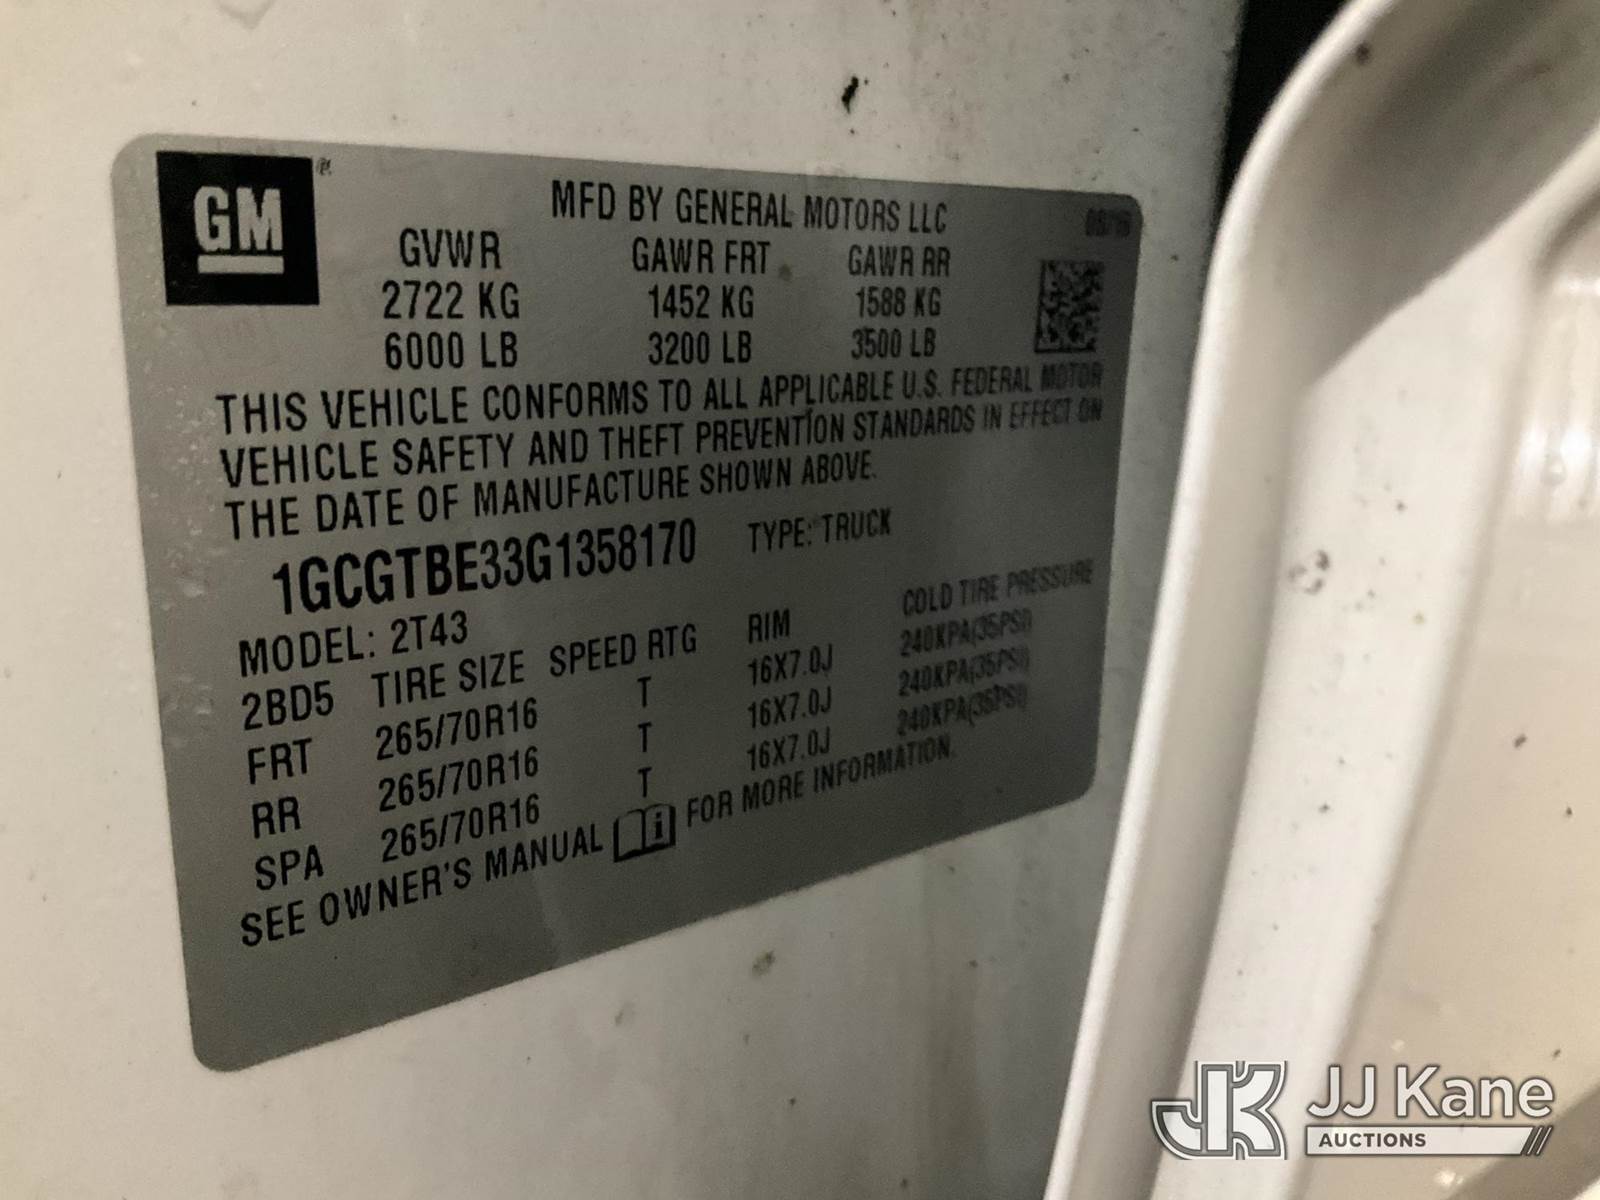 GM
MFD BY GENERAL MOTORS LLC
GVWR GAWR FRT GAWR RR
2722 KG 1452 KG 1588 KG
6000 LB 3200 LB 3500 LB
THIS VEHICLE CONFORMS TO ALL APPLICABLE U.S. FEDERAL MOTOR
VEHICLE SAFETY AND THEFT PREVENTION STANDARDS IN EFFECT ON
THE DATE OF MANUFACTURE SHOWN ABOVE.
1GCGTBE33G1358170 TYPE: TRUCK
MODEL: 2T43
2BD5 TIRE SIZE SPEED RTG RIM COLD TIRE PRESSURE
FRT 265/70R16 T 16X7.0J 240KPA(35PSI)
RR 265/70R16 T 16X7.0J 240KPA(35PSI)
SPA 265/70R16 T 16X7.0J 240KPA(35PSI)
SEE OWNER'S MANUAL i FOR MORE INFORMATION.
JK JJ Kane
AUCTIONS